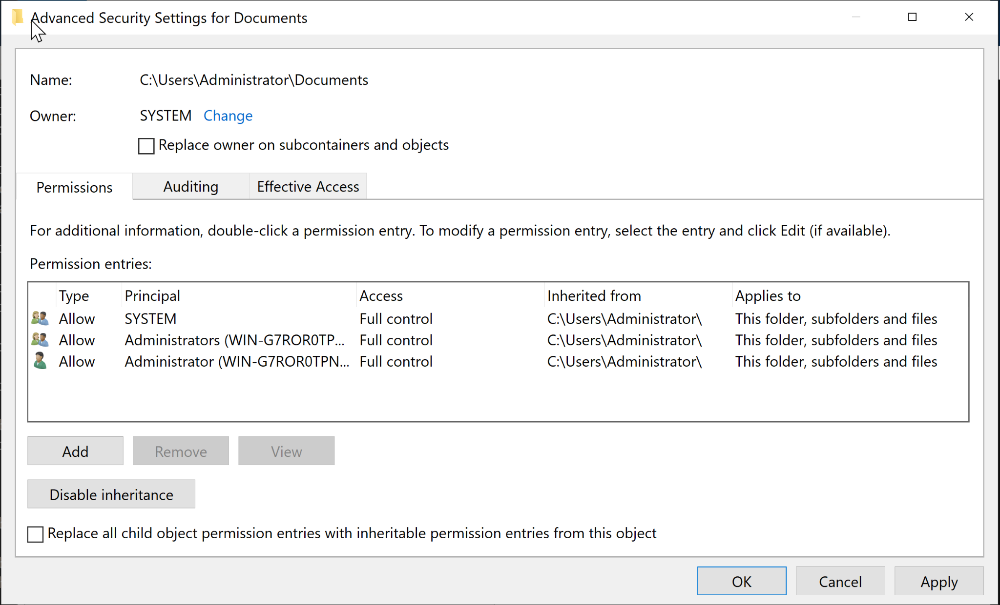 Advanced Security Settings for Documents
Name: C:\Users\Administrator\Documents
Owner: SYSTEM Change
Replace owner on subcontainers and objects
Permissions Auditing Effective Access
For additional information, double-click a permission entry. To modify a permission entry, select the entry and click Edit (if available).
Permission entries:
Type Principal Access Inherited from Applies to
Allow SYSTEM Full control C:\Users\Administrator\ This folder, subfolders and files
Allow Administrators (WIN-G7ROR0TP... Full control C:\Users\Administrator\ This folder, subfolders and files
Allow Administrator (WIN-G7ROR0TPN... Full control C:\Users\Administrator\ This folder, subfolders and files
Add Remove View
Disable inheritance
Replace all child object permission entries with inheritable permission entries from this object
OK Cancel Apply